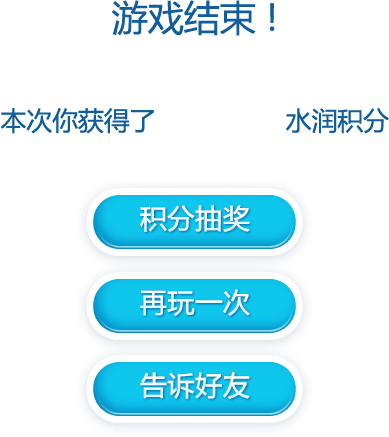 游戏结束！
本次你获得了 水润积分
积分抽奖
再玩一次
告诉好友